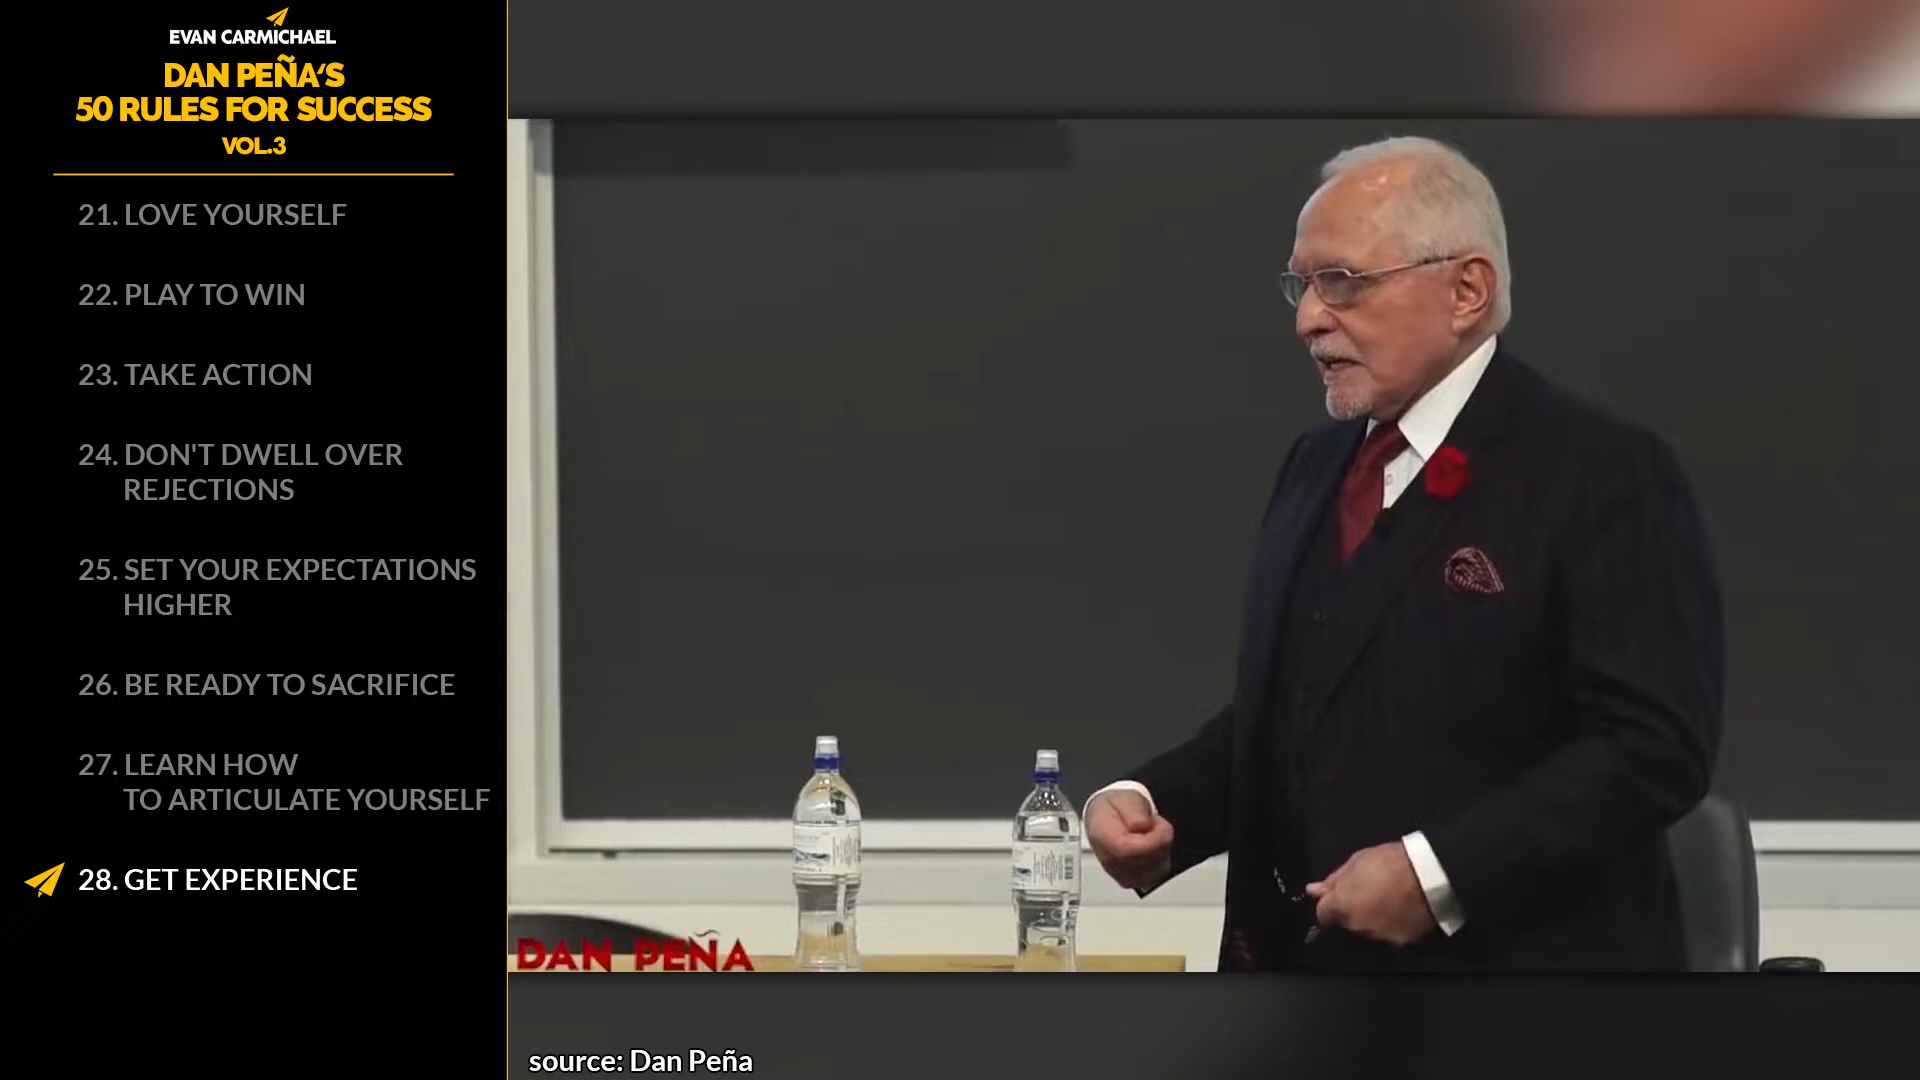 EVAN CARMICHAEL
DAN PEÑA'S
50 RULES FOR SUCCESS
VOL.3
21. LOVE YOURSELF
22. PLAY TO WIN
23. TAKE ACTION
24. DON'T DWELL OVER
REJECTIONS
25. SET YOUR EXPECTATIONS
HIGHER
26. BE READY TO SACRIFICE
27. LEARN HOW
TO ARTICULATE YOURSELF
28. GET EXPERIENCE
DAN PEÑA
source: Dan Peña